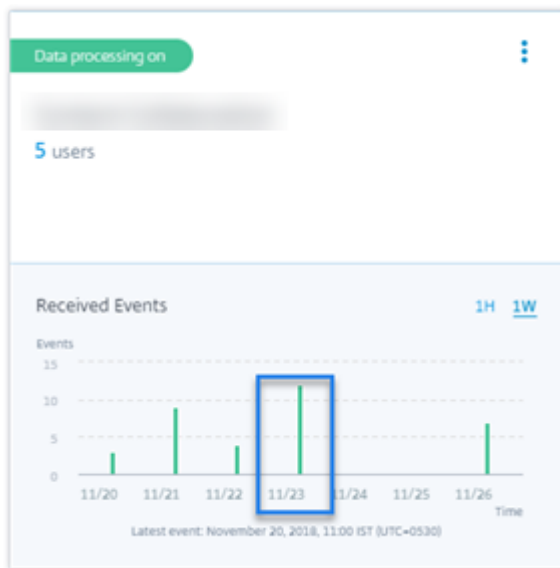 Data processing on
5 users
Received Events
1H 1W
Events
15
10
5
0
11/20 11/21 11/22 11/23 11/24 11/25 11/26
Time
Latest event: November 20, 2018, 11:00 IST (UTC+0530)